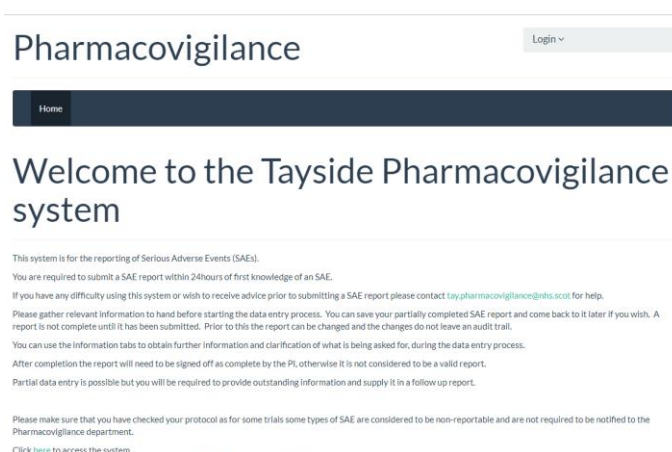 Pharmacovigilance
Login
Home
Welcome to the Tayside Pharmacovigilance
system
This system is for the reporting of Serious Adverse Events (SAEs).
You are required to submit a SAE report within 24hours of first knowledge of an SAE.
If you have any difficulty using this system or wish to receive advice prior to submitting a SAE report please contact tay.pharmacovigilance@nhs.scot for help.
Please gather relevant information to hand before starting the data entry process. You can save your partially completed SAE report and come back to it later if you wish. A
report is not complete until it has been submitted. Prior to this the report can be changed and the changes do not leave an audit trail.
You can use the information tabs to obtain further information and clarification of what is being asked for, during the data entry process.
After completion the report will need to be signed off as complete by the PI, otherwise it is not considered to be a valid report.
Partial data entry is possible but you will be required to provide outstanding information and supply it in a follow up report.
Please make sure that you have checked your protocol as for some trials some types of SAE are considered to be non-reportable and are not required to be notified to the
Pharmacovigilance department.
Click here to access the system